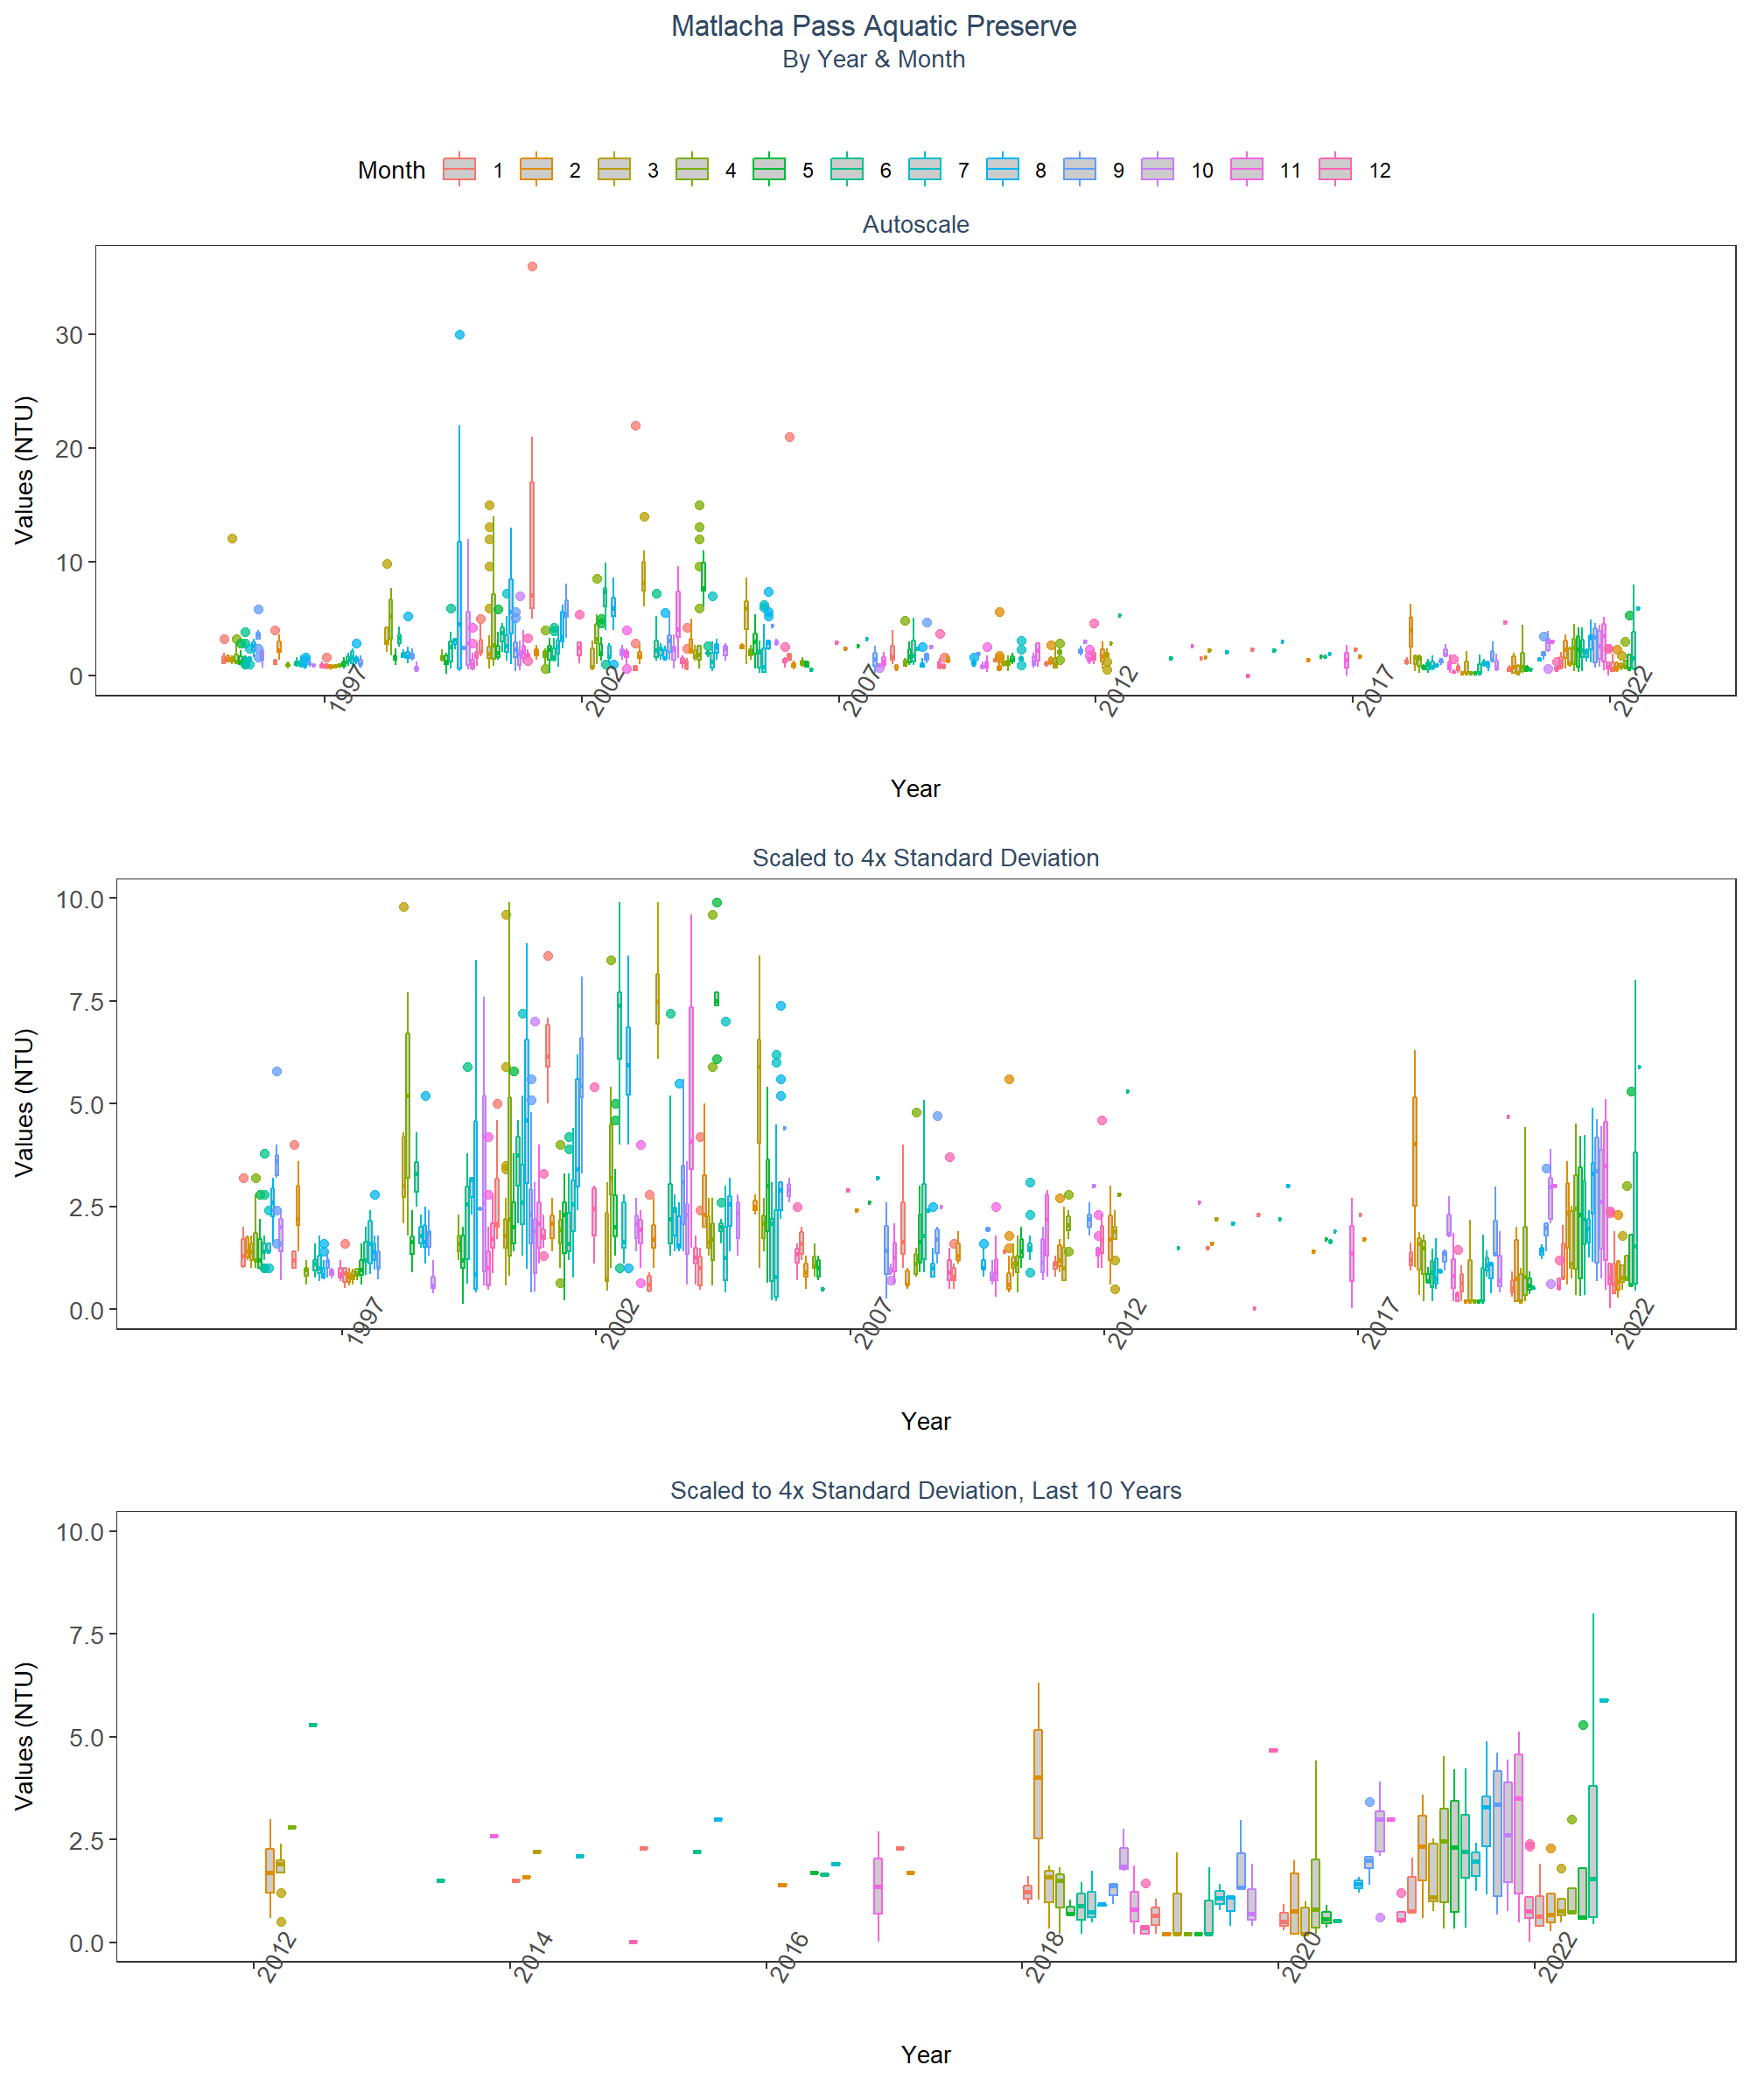 Matlacha Pass Aquatic Preserve
By Year & Month
Month 1 2 3 4 5 6 7 8 9 10 11 12
Autoscale
Values (NTU)
30
20
10
0
1997 2002 2007 2012 2017 2022
Year
Scaled to 4x Standard Deviation
Values (NTU)
10.0
7.5
5.0
2.5
0.0
1997 2002 2007 2012 2017 2022
Year
Scaled to 4x Standard Deviation, Last 10 Years
Values (NTU)
10.0
7.5
5.0
2.5
0.0
2012 2014 2016 2018 2020 2022
Year